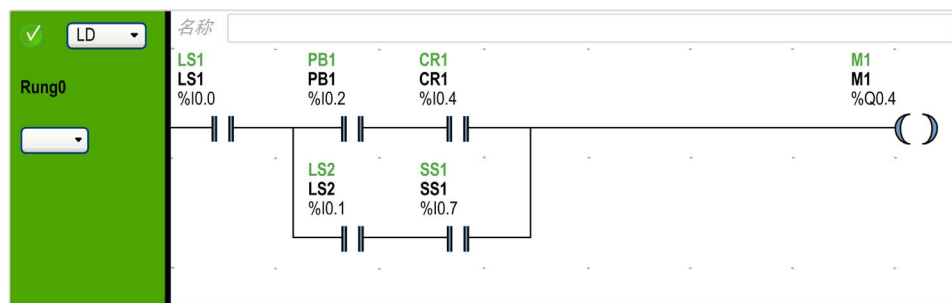 LD
名称
Rung0
LS1
LS1
%I0.0
PB1
PB1
%I0.2
CR1
CR1
%I0.4
M1
M1
%Q0.4
LS2
LS2
%I0.1
SS1
SS1
%I0.7